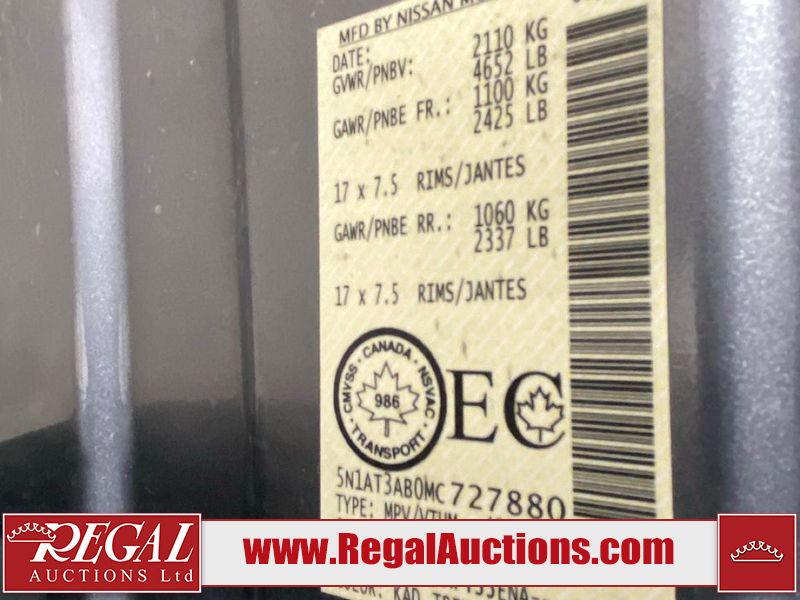 MFD BY NISSAN
DATE:
GVWR/PNBV: 2110 KG
4652 LB
GAWR/PNBE FR.: 1100 KG
2425 LB
17 x 7.5 RIMS/JANTES
GAWR/PNBE RR.: 1060 KG
2337 LB
17 x 7.5 RIMS/JANTES
CANADA · NSVAC · TRANSPORT · CMVSS
986
EC
5N1AT3AB0MC727880
TYPE: MPV/VTUM
REGAL
AUCTIONS Ltd
www.RegalAuctions.com
KAD